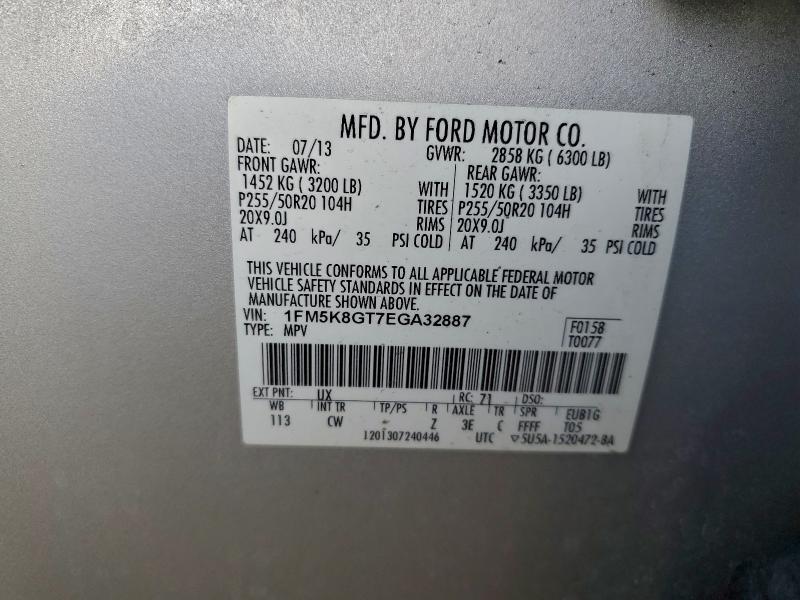 MFD. BY FORD MOTOR CO.
DATE: 07/13 GVWR: 2858 KG ( 6300 LB)
FRONT GAWR: REAR GAWR:
1452 KG ( 3200 LB) WITH 1520 KG ( 3350 LB) WITH
P255/50R20 104H TIRES P255/50R20 104H TIRES
20X9.0J RIMS 20X9.0J RIMS
AT 240 kPa/ 35 PSI COLD AT 240 kPa/ 35 PSI COLD
THIS VEHICLE CONFORMS TO ALL APPLICABLE FEDERAL MOTOR
VEHICLE SAFETY STANDARDS IN EFFECT ON THE DATE OF
MANUFACTURE SHOWN ABOVE.
VIN: 1FM5K8GT7EGA32887 F0158
TYPE: MPV T0077
EXT PNT: UX RC: 71 DSO:
WB INT TR TP/PS R AXLE TR SPR EUB1G
113 CW - Z 3E C FFFF T05
1201307240446 UTC ▽5U5A-1520472-BA